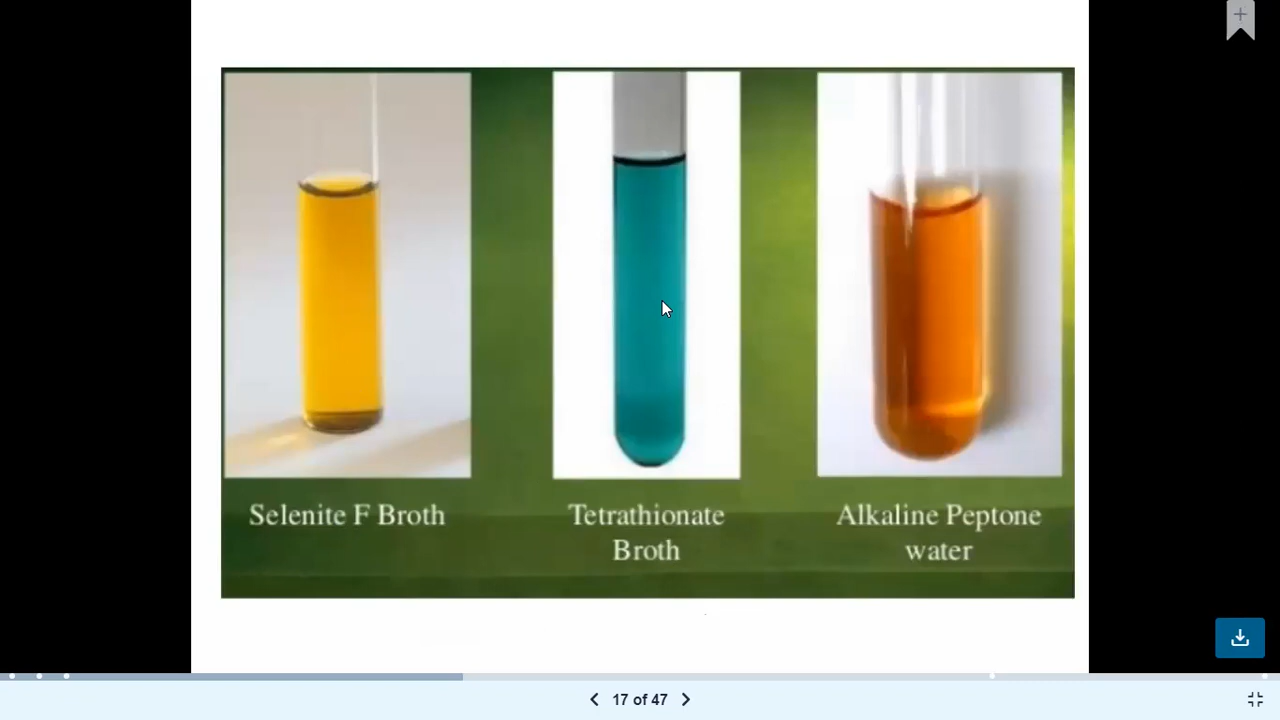 Selenite F Broth
Tetrathionate
Broth
Alkaline Peptone
water
17 of 47